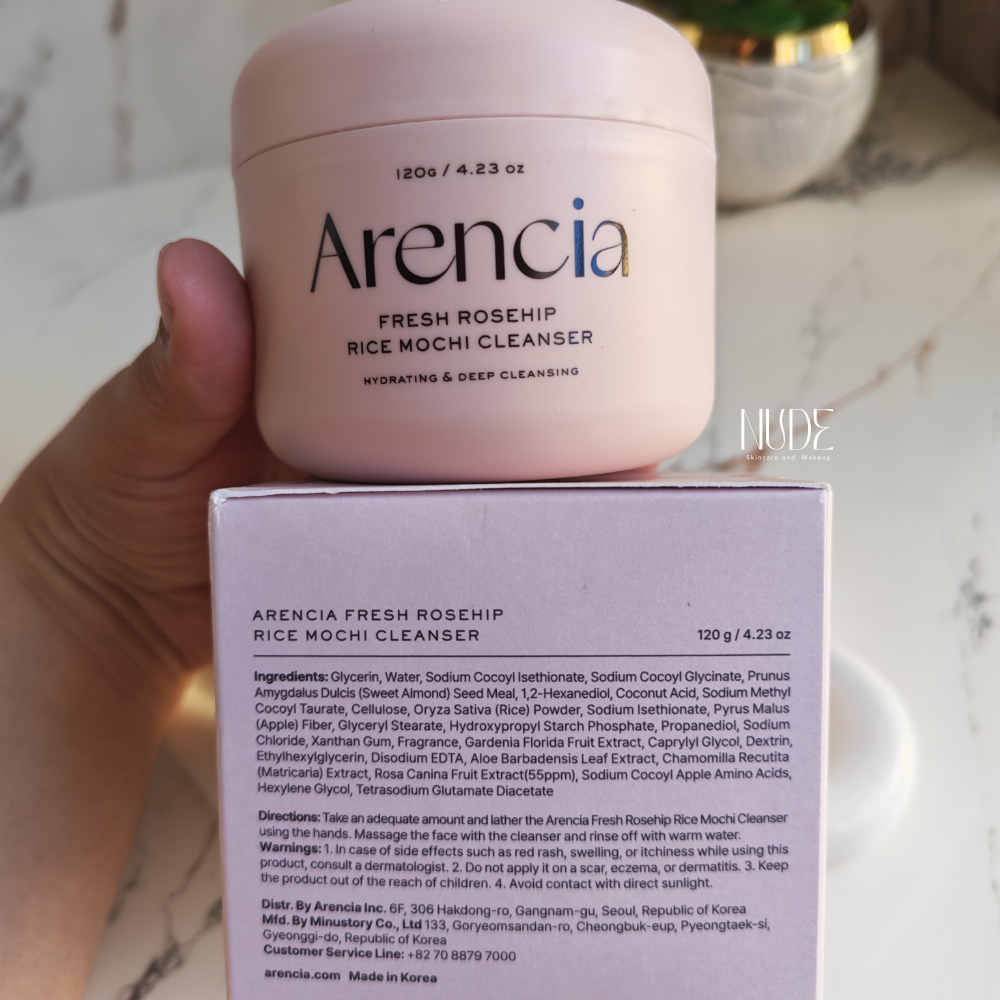 120G / 4.23 oz
Arencia
FRESH ROSEHIP
RICE MOCHI CLEANSER
HYDRATING & DEEP CLEANSING
NUDE
Skincare and Makeup
ARENCIA FRESH ROSEHIP
RICE MOCHI CLEANSER
120 g / 4.23 oz
Ingredients: Glycerin, Water, Sodium Cocoyl Isethionate, Sodium Cocoyl Glycinate, Prunus
Amygdalus Dulcis (Sweet Almond) Seed Meal, 1,2-Hexanediol, Coconut Acid, Sodium Methyl
Cocoyl Taurate, Cellulose, Oryza Sativa (Rice) Powder, Sodium Isethionate, Pyrus Malus
(Apple) Fiber, Glyceryl Stearate, Hydroxypropyl Starch Phosphate, Propanediol, Sodium
Chloride, Xanthan Gum, Fragrance, Gardenia Florida Fruit Extract, Caprylyl Glycol, Dextrin,
Ethylhexylglycerin, Disodium EDTA, Aloe Barbadensis Leaf Extract, Chamomilla Recutita
(Matricaria) Extract, Rosa Canina Fruit Extract(55ppm), Sodium Cocoyl Apple Amino Acids,
Hexylene Glycol, Tetrasodium Glutamate Diacetate
Directions: Take an adequate amount and lather the Arencia Fresh Rosehip Rice Mochi Cleanser
using the hands. Massage the face with the cleanser and rinse off with warm water.
Warnings: 1. In case of side effects such as red rash, swelling, or itchiness while using this
product, consult a dermatologist. 2. Do not apply it on a scar, eczema, or dermatitis. 3. Keep
the product out of the reach of children. 4. Avoid contact with direct sunlight.
Distr. By Arencia Inc. 6F, 306 Hakdong-ro, Gangnam-gu, Seoul, Republic of Korea
Mfd. By Minustory Co., Ltd 133, Goryeomsandan-ro, Cheongbuk-eup, Pyeongtaek-si,
Gyeonggi-do, Republic of Korea
Customer Service Line: +82 70 8879 7000
arencia.com Made in Korea